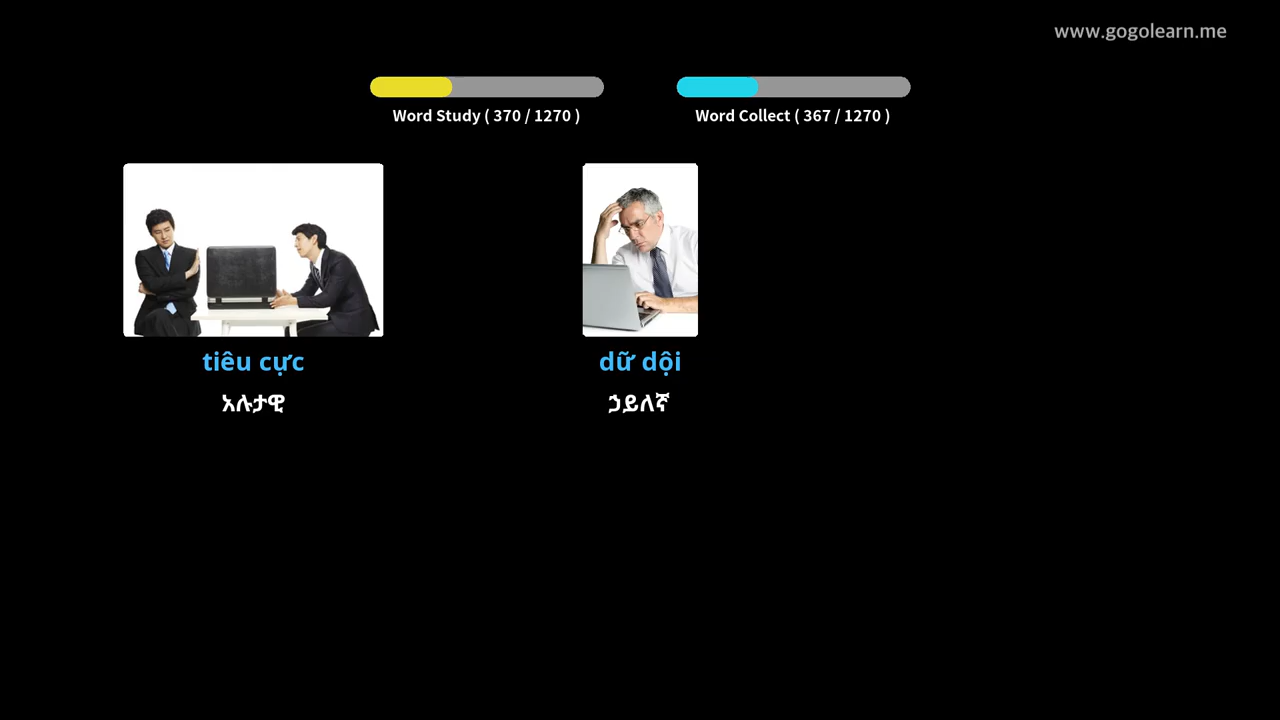 www.gogolearn.me
Word Study ( 370 / 1270 )
Word Collect ( 367 / 1270 )
tiêu cực
አሉታዊ
dữ dội
ኃይለኛ